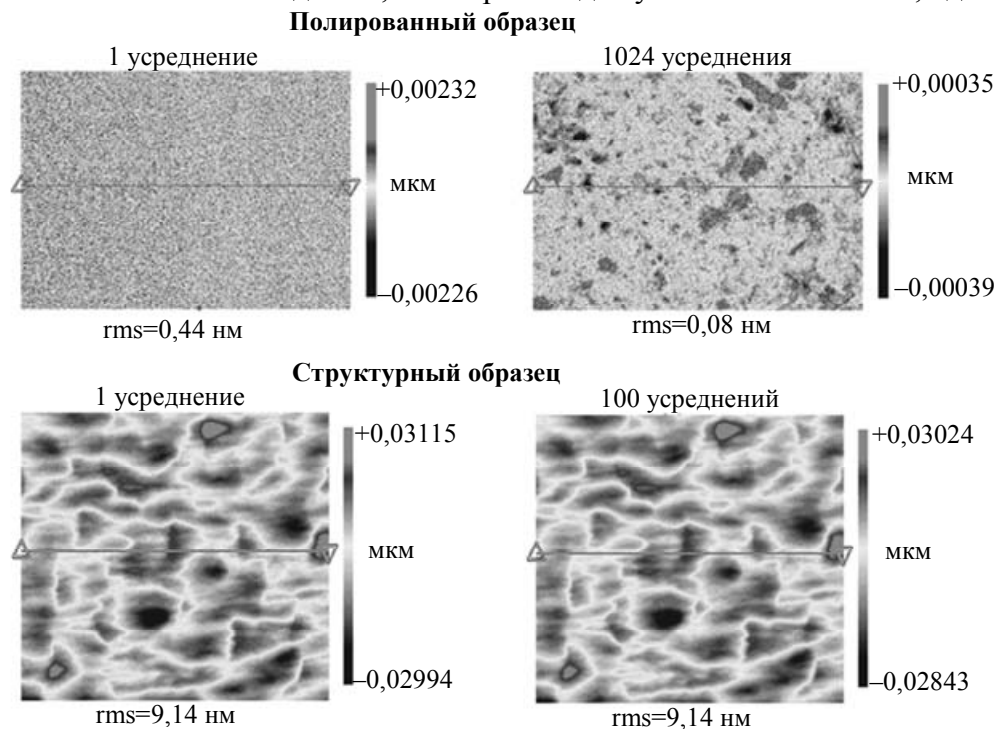 Полированный образец
1 усреднение
1024 усреднения
+0,00232
+0,00035
мкм
мкм
–0,00226
–0,00039
rms=0,44 нм
rms=0,08 нм
Структурный образец
1 усреднение
100 усреднений
+0,03115
+0,03024
мкм
мкм
–0,02994
–0,02843
rms=9,14 нм
rms=9,14 нм